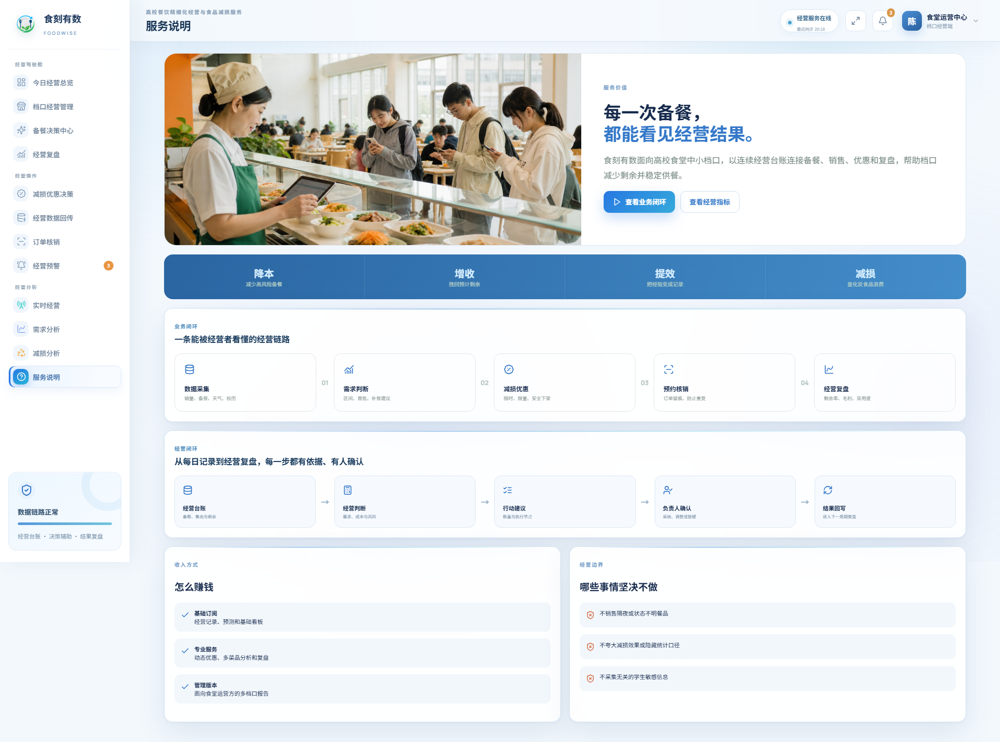 食刻有数
FOODWISE
经营驾驶舱
今日经营总览
档口经营管理
备餐决策中心
经营复盘
经营操作
减损优惠决策
经营数据回传
订单核销
经营预警
3
经营分析
实时经营
需求分析
减损分析
服务说明
数据链路正常
经营台账 • 决策辅助 • 结果复盘
高校餐饮精细化经营与食品减损服务
服务说明
经营服务在线
最近同步 20:18
3
陈
食堂运营中心
档口经营端
服务价值
每一次备餐，
都能看见经营结果。
食刻有数面向高校食堂中小档口，以连续经营台账连接备餐、销售、优惠和复盘，帮助档口
减少剩余并稳定供餐。
查看业务闭环
查看经营指标
降本
减少高风险备餐
增收
挽回预计剩余
提效
把经验变成记录
减损
量化反食品浪费
业务闭环
一条能被经营者看懂的经营链路
数据采集
销量、备餐、天气、校历
01
需求判断
区间、首批、补餐建议
02
减损优惠
限时、限量、安全下架
03
预约核销
订单留痕、防止重复
04
经营复盘
剩余率、毛利、采用度
经营闭环
从每日记录到经营复盘，每一步都有依据、有人确认
经营台账
备餐、售出与剩余
→
经营判断
需求、成本与风险
→
行动建议
数量与执行节点
→
负责人确认
采纳、调整或暂缓
→
结果回写
进入下一周期复盘
收入方式
怎么赚钱
基础订阅
经营记录、预测和基础看板
专业服务
动态优惠、多菜品分析和复盘
管理版本
面向食堂运营方的多档口报告
经营边界
哪些事情坚决不做
不销售隔夜或状态不明餐品
不夸大减损效果或隐藏统计口径
不采集无关的学生敏感信息